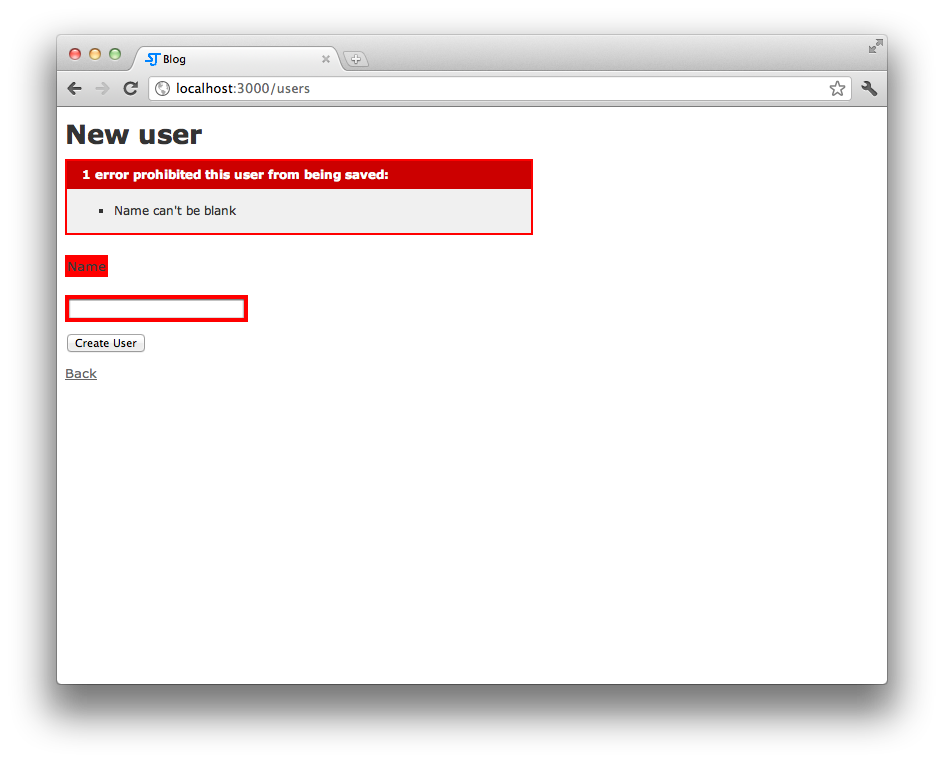 Blog
localhost:3000/users
New user
1 error prohibited this user from being saved:
Name can't be blank
Name
Create User
Back